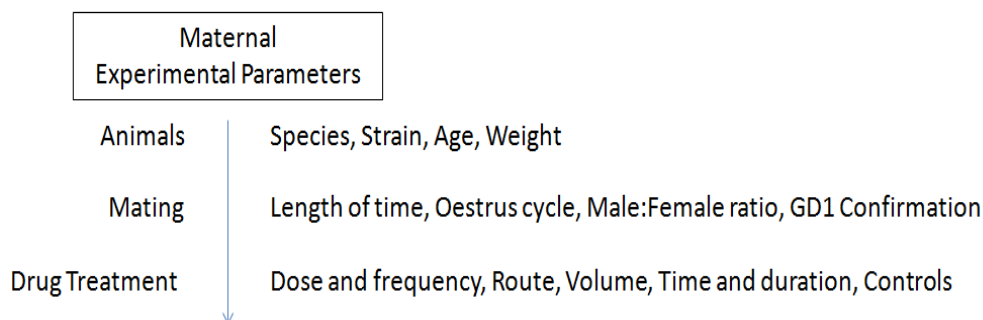 Maternal
Experimental Parameters
Animals Species, Strain, Age, Weight
Mating Length of time, Oestrus cycle, Male:Female ratio, GD1 Confirmation
Drug Treatment Dose and frequency, Route, Volume, Time and duration, Controls